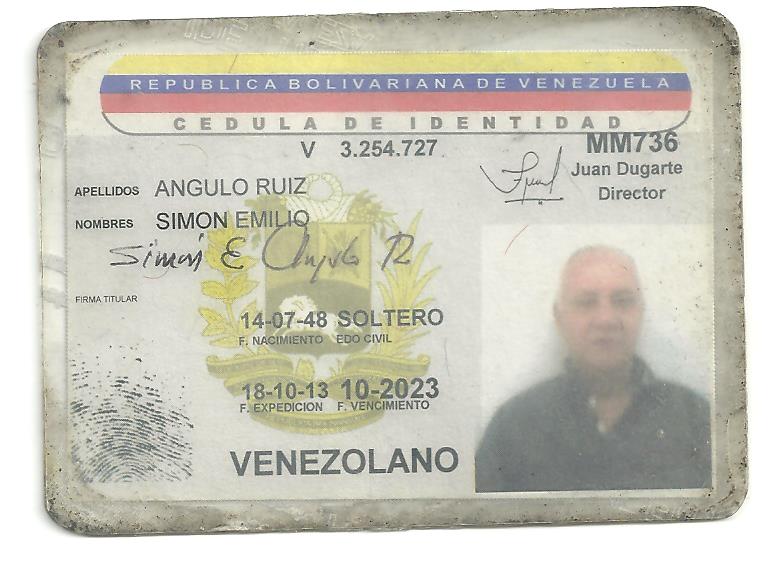 REPUBLICA BOLIVARIANA DE VENEZUELA
CEDULA DE IDENTIDAD
V 3.254.727
MM736
Juan Dugarte
Director
APELLIDOS ANGULO RUIZ
NOMBRES SIMON EMILIO
Simon E Angulo R
FIRMA TITULAR
14-07-48 SOLTERO
F. NACIMIENTO EDO CIVIL
18-10-13 10-2023
F. EXPEDICION F. VENCIMIENTO
VENEZOLANO